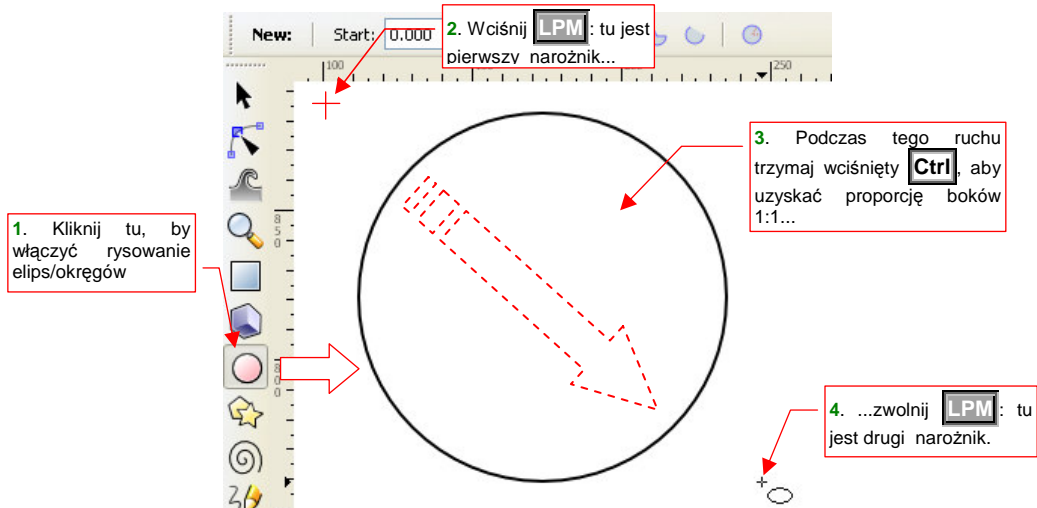 New: Start: 0.000
2. Wciśnij LPM: tu jest
pierwszy narożnik...
100
250
3. Podczas tego ruchu
trzymaj wciśnięty Ctrl, aby
uzyskać proporcję boków
1:1...
1. Kliknij tu, by
włączyć rysowanie
elips/okręgów
850
800
4. ...zwolnij LPM: tu
jest drugi narożnik.